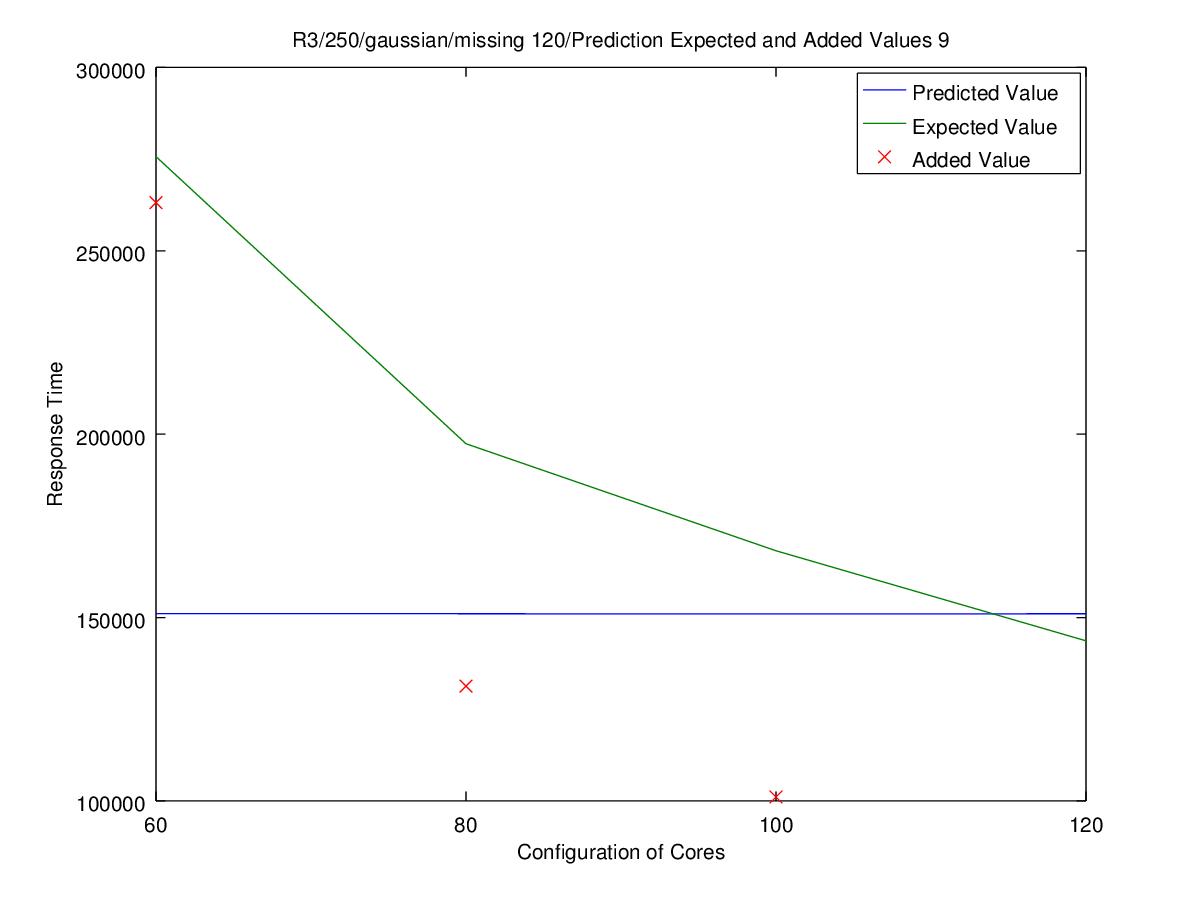 R3/250/gaussian/missing 120/Prediction Expected and Added Values 9
300000
250000
200000
150000
100000
Response Time
Predicted Value
Expected Value
Added Value
60
80
100
120
Configuration of Cores